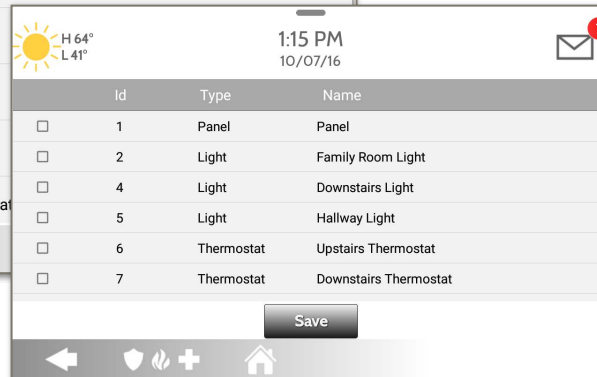 H 64°
L 41°
1:15 PM
10/07/16
Id Type Name
1 Panel Panel
2 Light Family Room Light
4 Light Downstairs Light
5 Light Hallway Light
6 Thermostat Upstairs Thermostat
7 Thermostat Downstairs Thermostat
Save